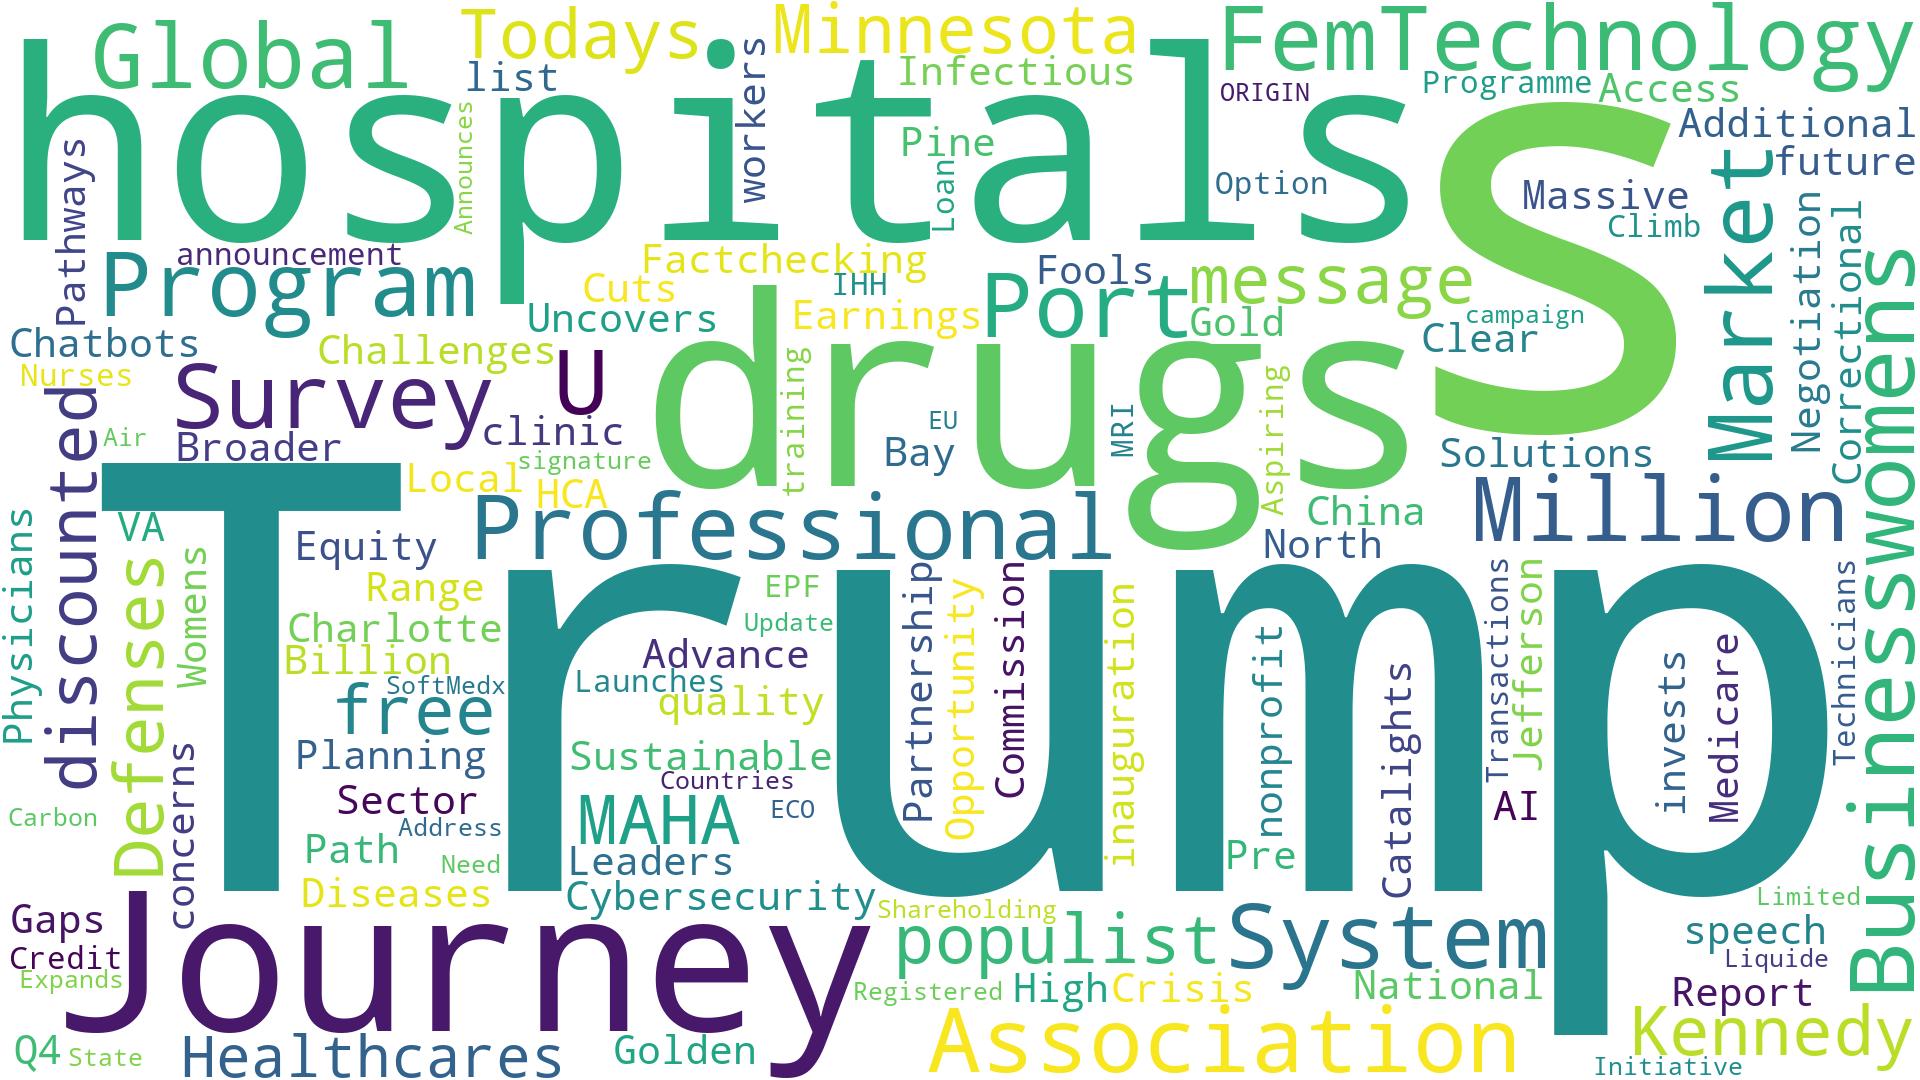 hospitals
Global
Todays
Minnesota
FemTechnology
list
workers
Infectious
ORIGIN
Programme
Access
Additional
future
Announces
Pine
Loan
Option
Massive
Climb
S
Market
Pathways
announcement
Program
Factchecking
Cuts
IHH
Fools
message
Uncovers
Earnings
Port
Gold
campaign
Clear
Negotiation
Correctional
Businesswomens
Chatbots
Nurses
Challenges
Survey
U
drugs
training
EU
MRI
Aspiring
Bay
Air
Broader
clinic
signature
Solutions
discounted
Local
HCA
China
Million
Trump
Professional
North
Physicians
VA
Defenses
Womens
Equity
Range
EPF
Update
Charlotte
Billion
Advance
SoftMedx
Launches
free
quality
Partnership
Opportunity
Commission
inauguration
nonprofit
Catalights
Transactions
Jefferson
invests
Medicare
Technicians
Planning
Sustainable
Countries
Sector
MAHA
ECO
AI
Carbon
concerns
Address
Path
Need
Leaders
Pre
Diseases
Cybersecurity
Shareholding
Limited
Gaps
Journey
populist
System
speech
Credit
Liquide
Expands
Registered
High
Crisis
National
Report
Q4
State
Healthcares
Golden
Association
Kennedy
Initiative